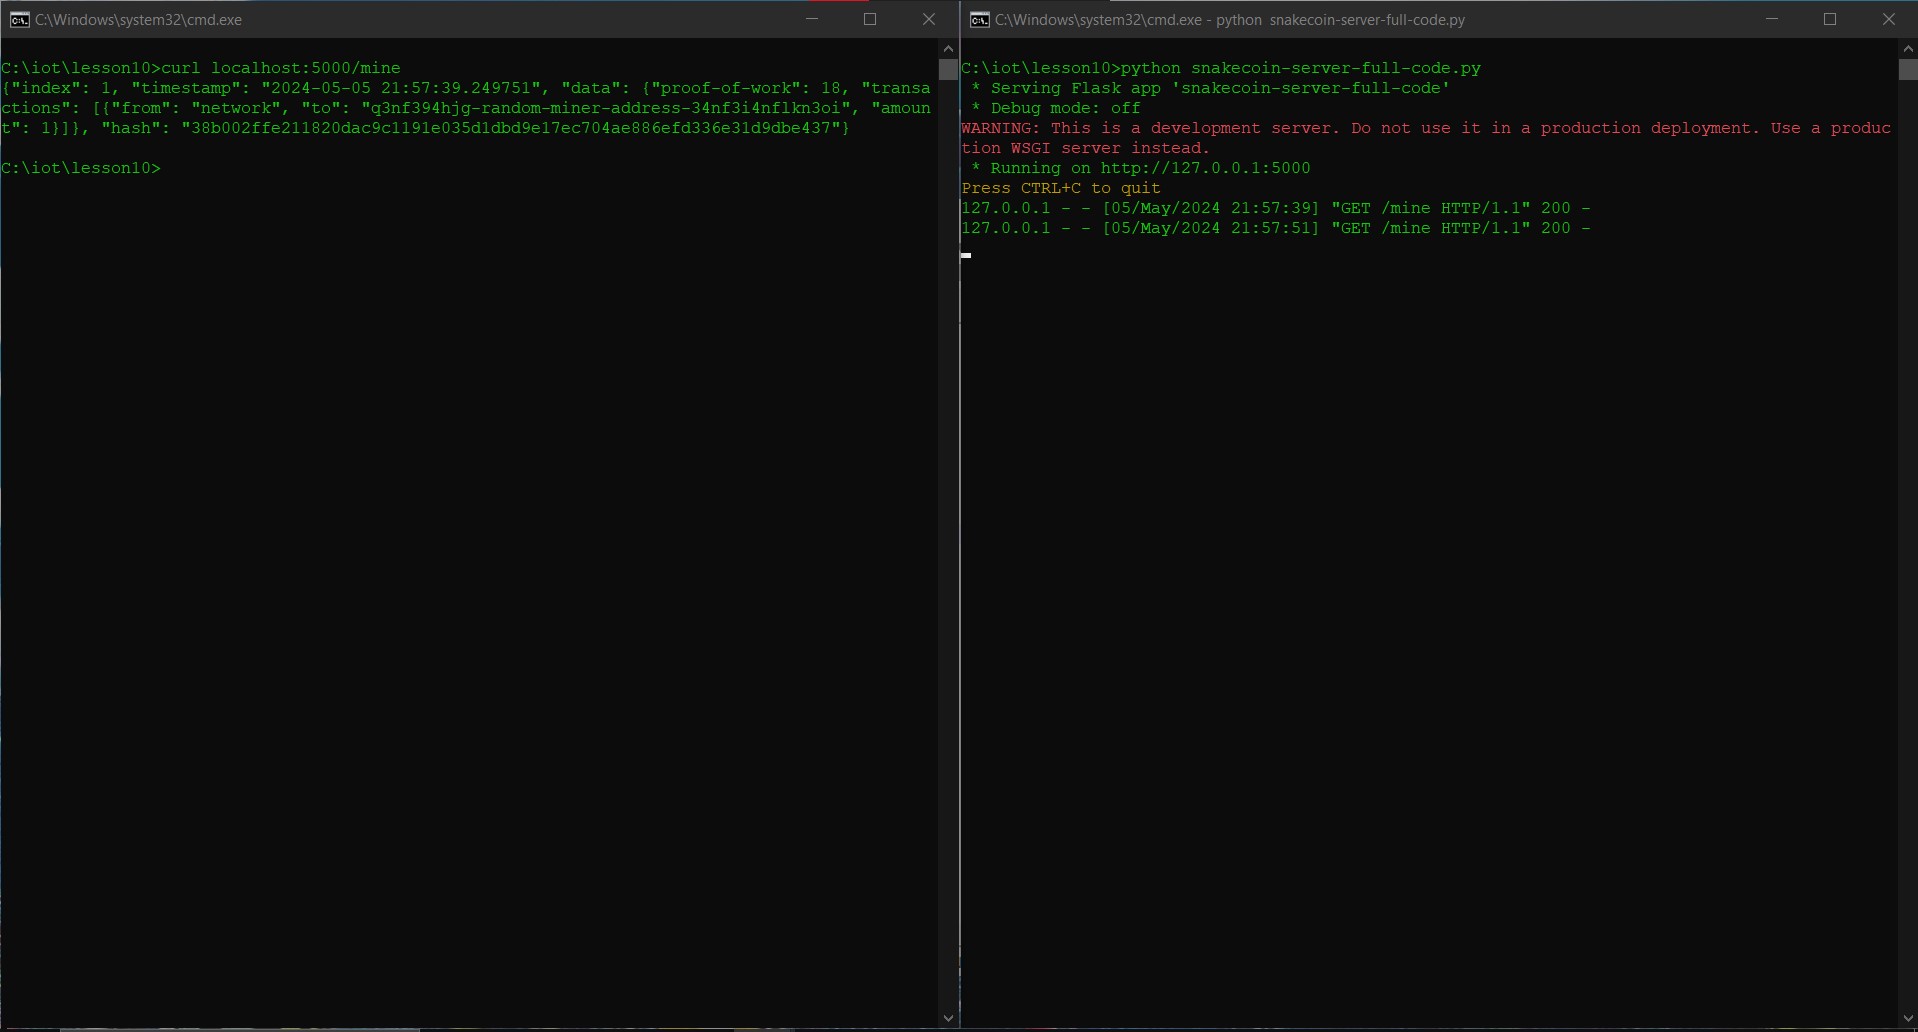 C:\Windows\system32\cmd.exe
C:\iot\lesson10>curl localhost:5000/mine
{"index": 1, "timestamp": "2024-05-05 21:57:39.249751", "data": {"proof-of-work": 18, "transa
ctions": [{"from": "network", "to": "q3nf394hjg-random-miner-address-34nf3i4nflkn3oi", "amoun
t": 1}]}, "hash": "38b002ffe211820dac9c1191e035d1dbd9e17ec704ae886efd336e31d9dbe437"}
C:\iot\lesson10>
C:\Windows\system32\cmd.exe - python  snakecoin-server-full-code.py
C:\iot\lesson10>python snakecoin-server-full-code.py
 * Serving Flask app 'snakecoin-server-full-code'
 * Debug mode: off
WARNING: This is a development server. Do not use it in a production deployment. Use a produc
tion WSGI server instead.
 * Running on http://127.0.0.1:5000
Press CTRL+C to quit
127.0.0.1 - - [05/May/2024 21:57:39] "GET /mine HTTP/1.1" 200 -
127.0.0.1 - - [05/May/2024 21:57:51] "GET /mine HTTP/1.1" 200 -